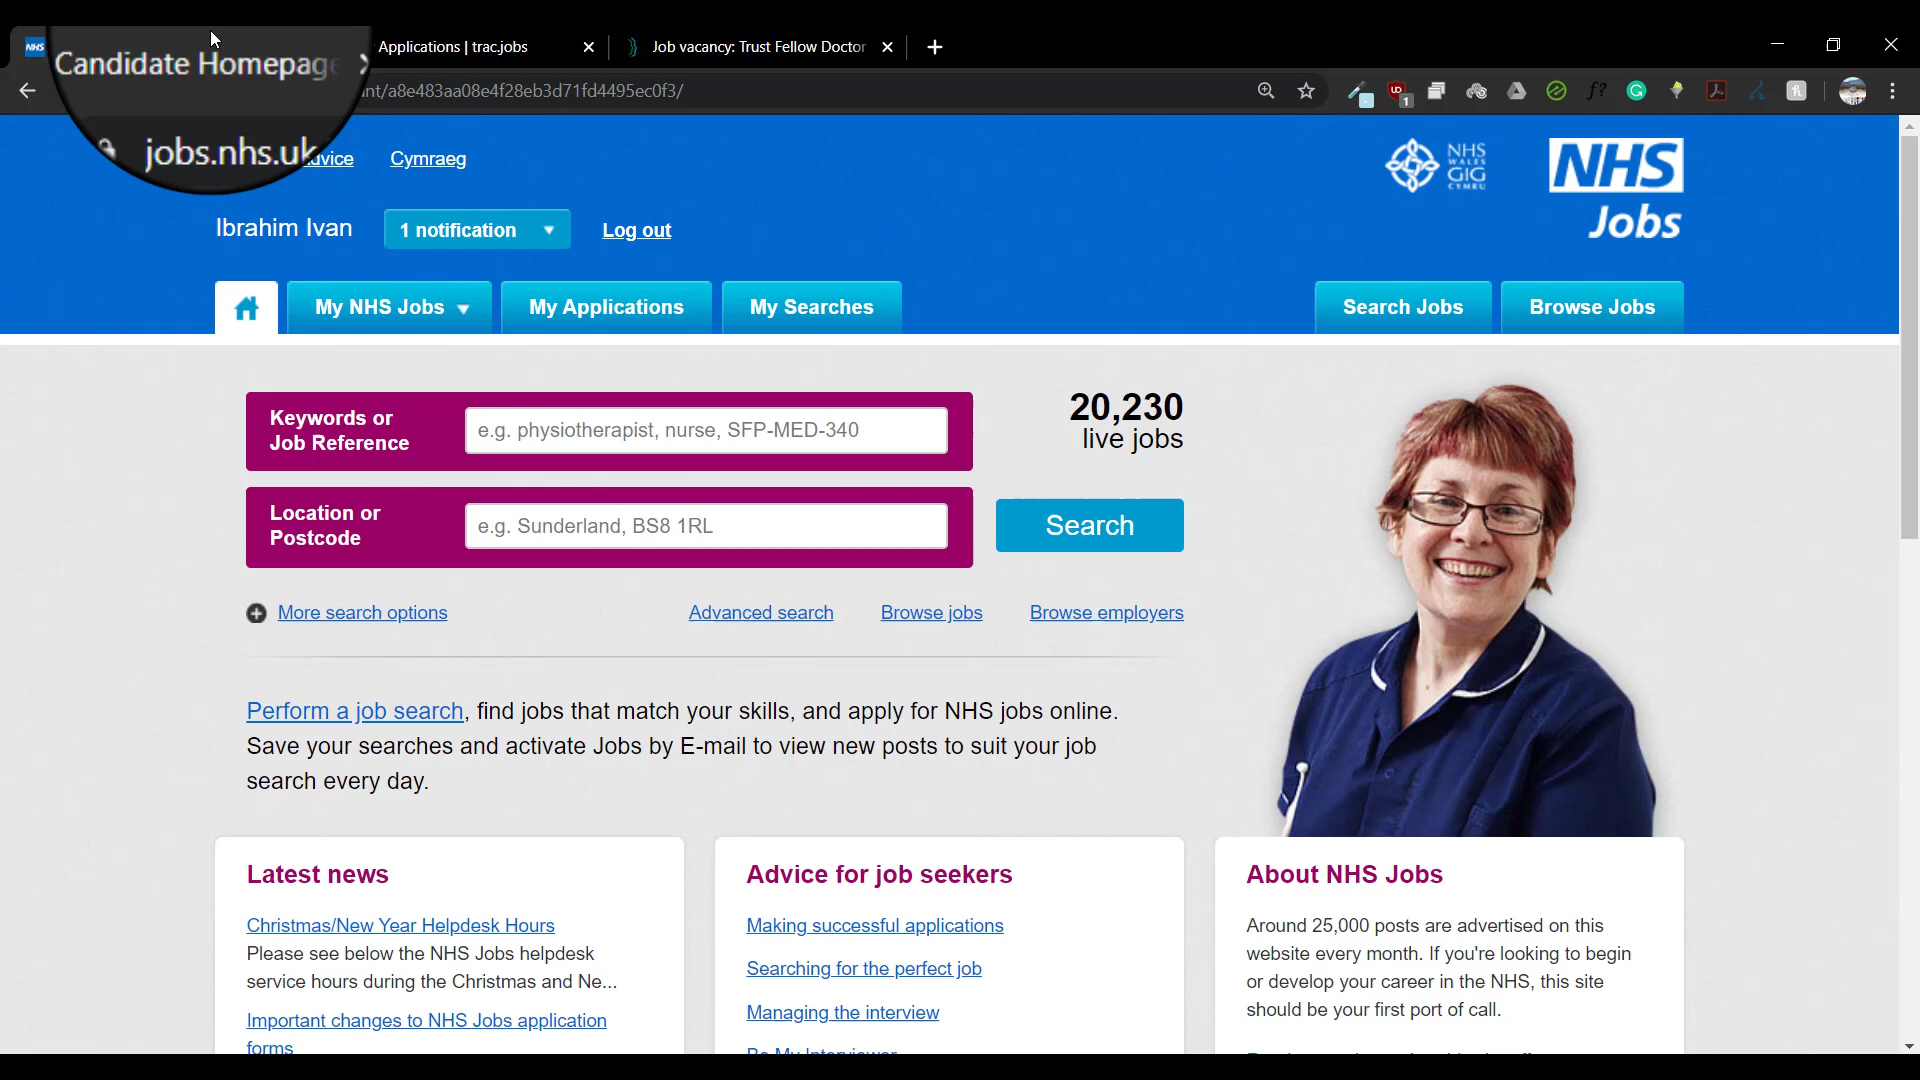 NHS
Candidate Homepage
Applications | trac.jobs
Job vacancy: Trust Fellow Doctor
jobs.nhs.uk
nt/a8e483aa08e4f28eb3d71fd4495ec0f3/
dvice Cymraeg
NHS
WALES
GIG
CYMRU
NHS
Jobs
Ibrahim Ivan 1 notification Log out
My NHS Jobs My Applications My Searches Search Jobs Browse Jobs
Keywords or
Job Reference
e.g. physiotherapist, nurse, SFP-MED-340
20,230
live jobs
Location or
Postcode
e.g. Sunderland, BS8 1RL
Search
More search options Advanced search Browse jobs Browse employers
Perform a job search, find jobs that match your skills, and apply for NHS jobs online.
Save your searches and activate Jobs by E-mail to view new posts to suit your job
search every day.
Latest news
Christmas/New Year Helpdesk Hours
Please see below the NHS Jobs helpdesk
service hours during the Christmas and Ne...
Important changes to NHS Jobs application
forms
Advice for job seekers
Making successful applications
Searching for the perfect job
Managing the interview
Be My Interviewer
About NHS Jobs
Around 25,000 posts are advertised on this
website every month. If you're looking to begin
or develop your career in the NHS, this site
should be your first port of call.